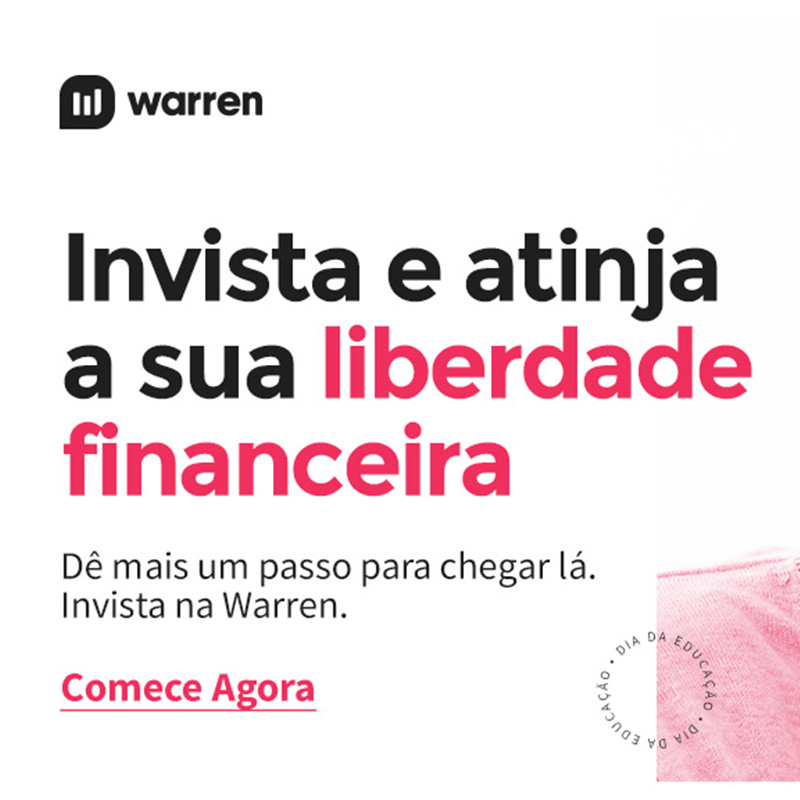 warren
Invista e atinja
a sua liberdade
financeira
Dê mais um passo para chegar lá.
Invista na Warren.
Comece Agora
DIA DA EDUCAÇÃO • DIA DA EDUCAÇÃO •